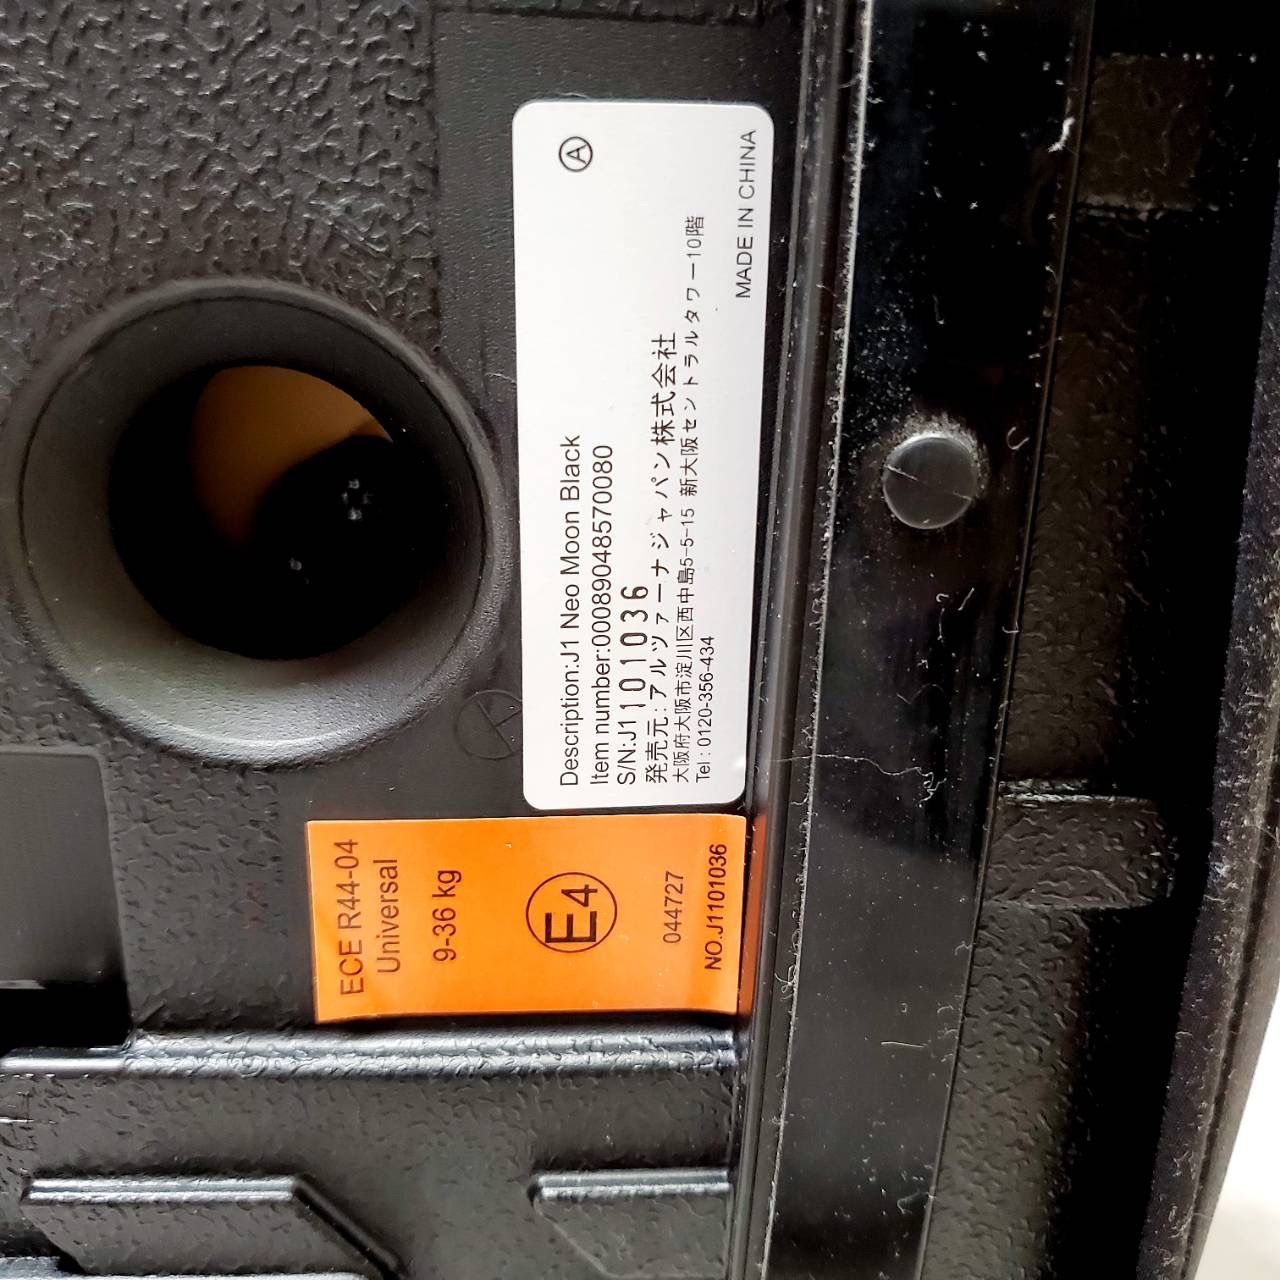 Ⓐ
Description:J1 Neo Moon Black
Item number:0008904857​0080
S/N:J1101036
発売元:アルツァーナジャパン株式会社
大阪府大阪市淀川区西中島5-5-15 新大阪セントラルタワー10階
Tel : 0120-356-434
MADE IN CHINA
ECE R44-04
Universal
9-36 kg
E4
044727
NO.J1101036